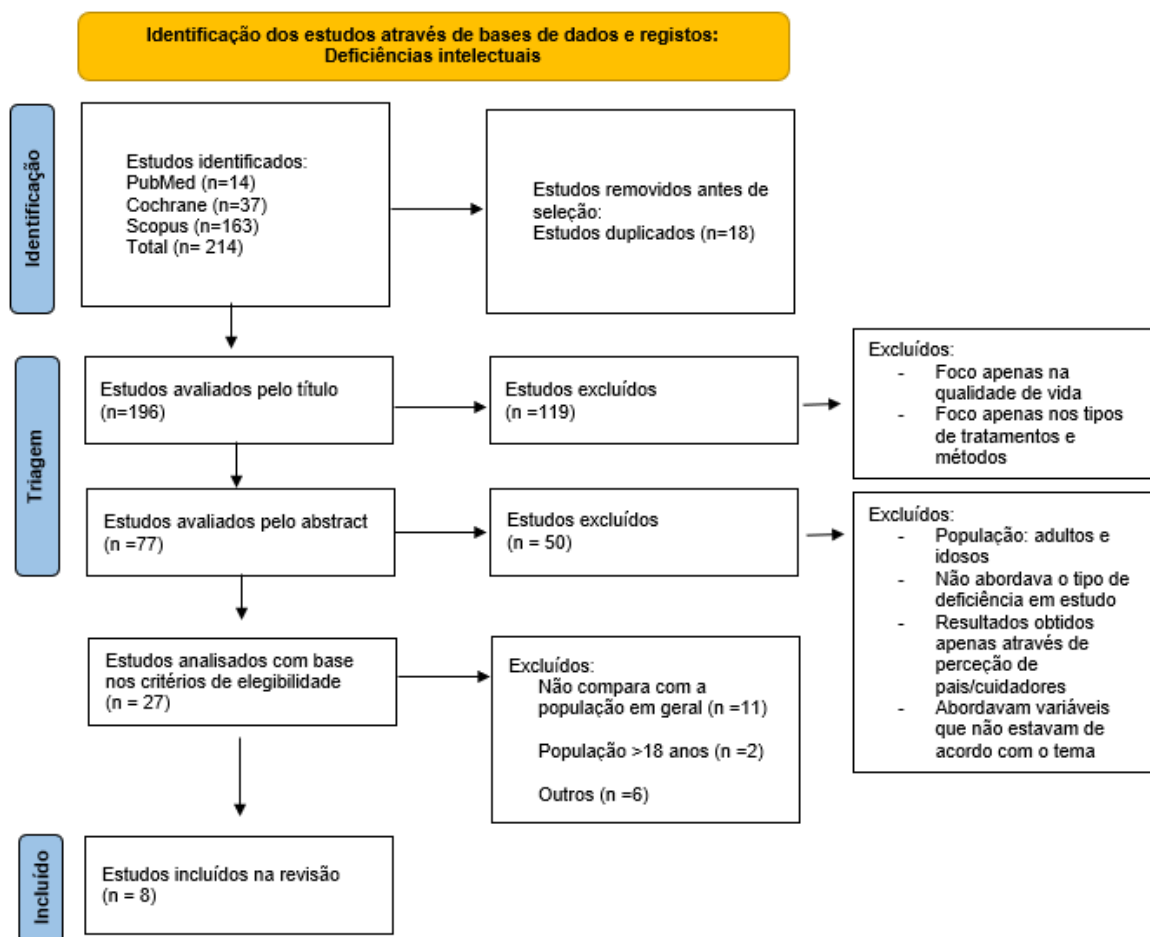 Identificação dos estudos através de bases de dados e registos:
Deficiências intelectuais
Identificação
Estudos identificados:
PubMed (n=14)
Cochrane (n=37)
Scopus (n=163)
Total (n= 214)
Estudos removidos antes de
seleção:
Estudos duplicados (n=18)
Triagem
Estudos avaliados pelo título
(n=196)
Estudos excluídos
(n =119)
Excluídos:
- Foco apenas na
qualidade de vida
- Foco apenas nos tipos
de tratamentos e
métodos
Estudos avaliados pelo abstract
(n =77)
Estudos excluídos
(n = 50)
Excluídos:
- População: adultos e
idosos
- Não abordava o tipo de
deficiência em estudo
- Resultados obtidos
apenas através de
perceção de
pais/cuidadores
- Abordavam variáveis
que não estavam de
acordo com o tema
Estudos analisados com base
nos critérios de elegibilidade
(n = 27)
Excluídos:
Não compara com a
população em geral (n =11)
População >18 anos (n =2)
Outros (n =6)
Incluído
Estudos incluídos na revisão
(n = 8)